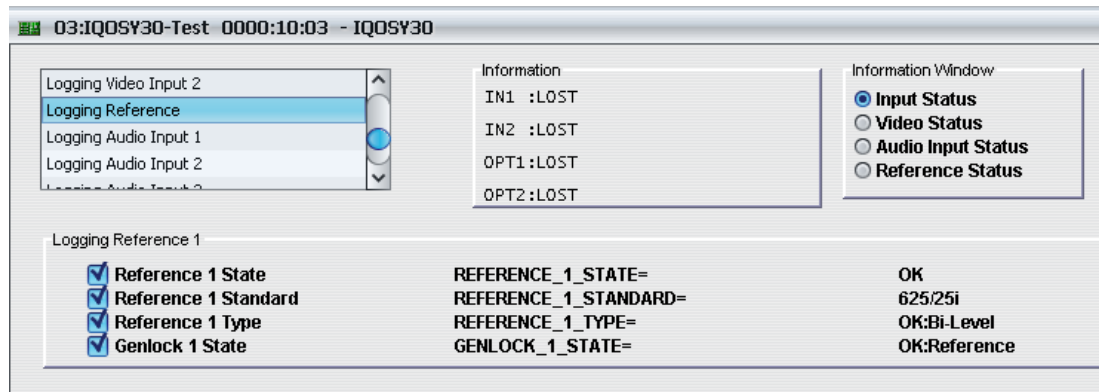 03:IQOSY30-Test 0000:10:03 - IQOSY30
Logging Video Input 2
Logging Reference
Logging Audio Input 1
Logging Audio Input 2
Information
IN1 :LOST
IN2 :LOST
OPT1:LOST
OPT2:LOST
Information Window
Input Status
Video Status
Audio Input Status
Reference Status
Logging Reference 1
Reference 1 State REFERENCE_1_STATE= OK
Reference 1 Standard REFERENCE_1_STANDARD= 625/25i
Reference 1 Type REFERENCE_1_TYPE= OK:Bi-Level
Genlock 1 State GENLOCK_1_STATE= OK:Reference